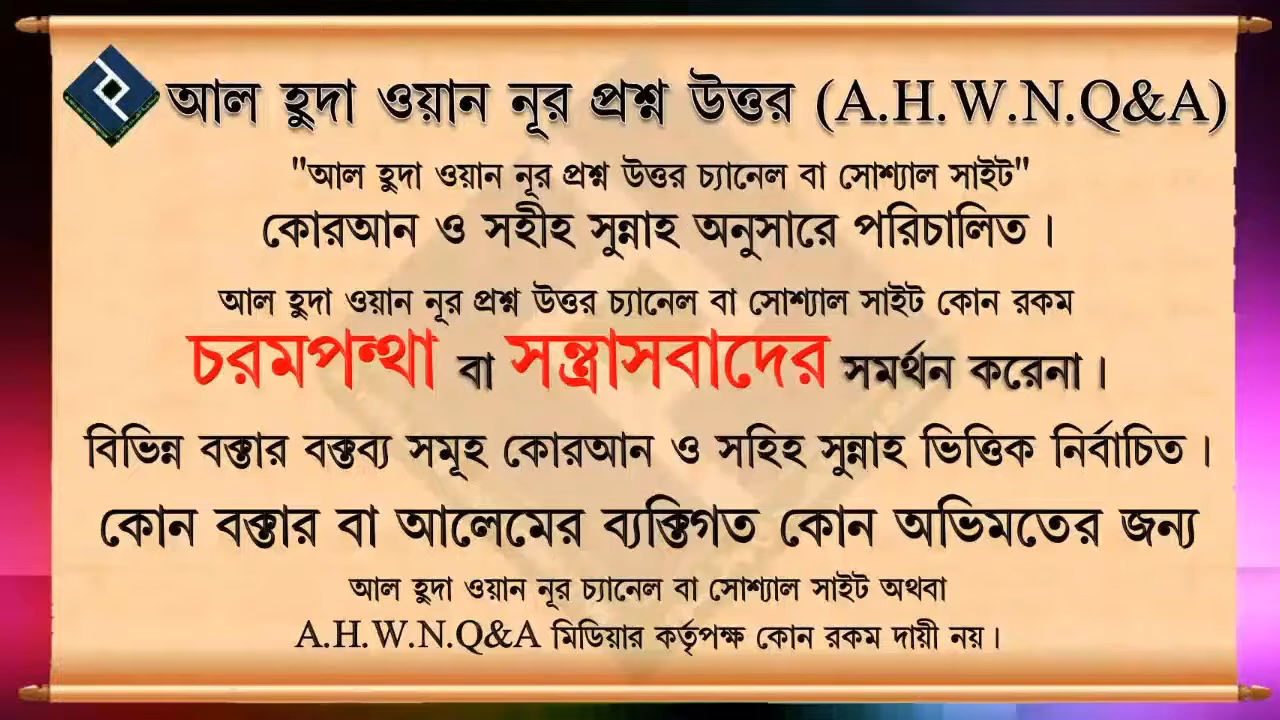 আল হুদা ওয়ান নূর প্রশ্ন উত্তর (A.H.W.N.Q&A)
"আল হুদা ওয়ান নূর প্রশ্ন উত্তর চ্যানেল বা সোশ্যাল সাইট"
কোরআন ও সহীহ সুন্নাহ অনুসারে পরিচালিত।
আল হুদা ওয়ান নূর প্রশ্ন উত্তর চ্যানেল বা সোশ্যাল সাইট কোন রকম
চরমপন্থা বা সন্ত্রাসবাদের সমর্থন করেনা।
বিভিন্ন বক্তার বক্তব্য সমূহ কোরআন ও সহিহ সুন্নাহ ভিত্তিক নির্বাচিত।
কোন বক্তার বা আলেমের ব্যক্তিগত কোন অভিমতের জন্য
আল হুদা ওয়ান নূর চ্যানেল বা সোশ্যাল সাইট অথবা
A.H.W.N.Q&A মিডিয়ার কর্তৃপক্ষ কোন রকম দায়ী নয়।